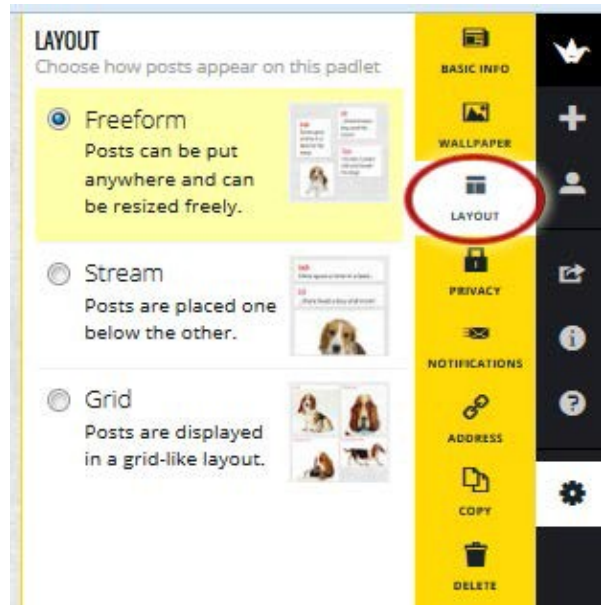 LAYOUT
Choose how posts appear on this padlet
Freeform
Posts can be put
anywhere and can
be resized freely.
Stream
Posts are placed one
below the other.
Grid
Posts are displayed
in a grid-like layout.
BASIC INFO
WALLPAPER
LAYOUT
PRIVACY
NOTIFICATIONS
ADDRESS
COPY
DELETE